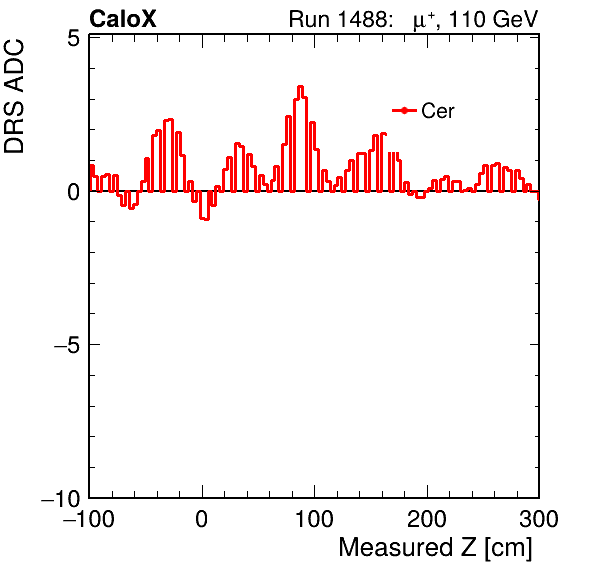 CaloX Run 1488: μ⁺, 110 GeV
DRS ADC
5
Cer
0
−5
−10
−100 0 100 200 300
Measured Z [cm]